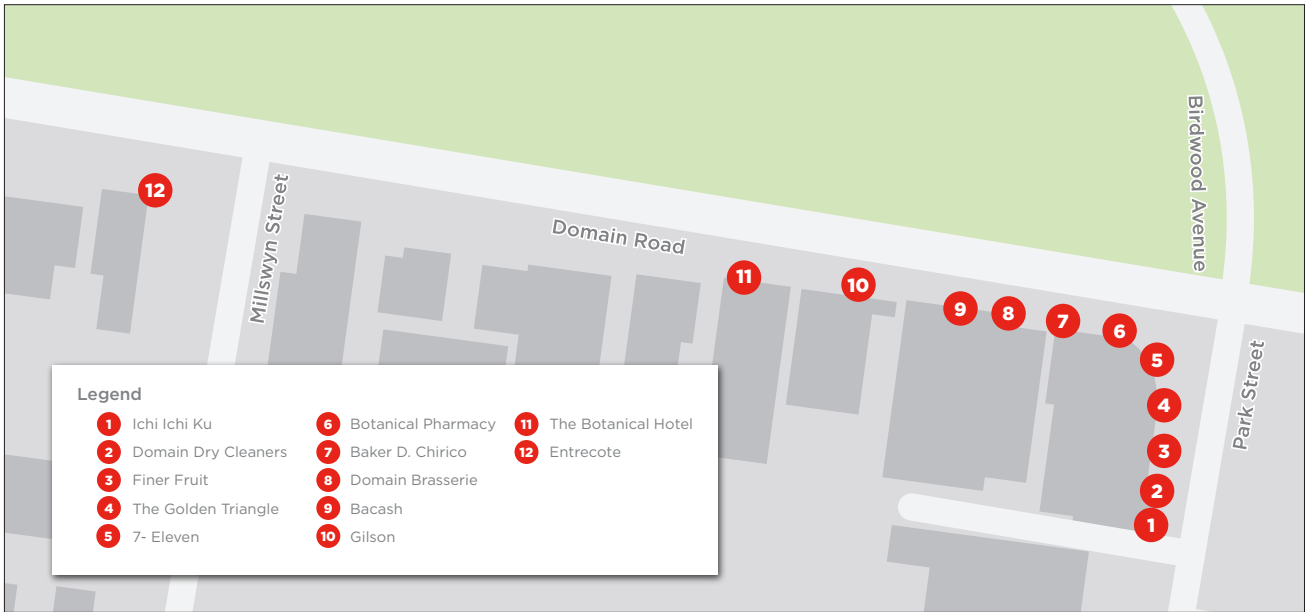 Birdwood Avenue
12
Millswyn Street
Domain Road
11
10
9
8
7
6
5
4
3
2
1
Park Street
Legend
1 Ichi Ichi Ku
2 Domain Dry Cleaners
3 Finer Fruit
4 The Golden Triangle
5 7- Eleven
6 Botanical Pharmacy
7 Baker D. Chirico
8 Domain Brasserie
9 Bacash
10 Gilson
11 The Botanical Hotel
12 Entrecote